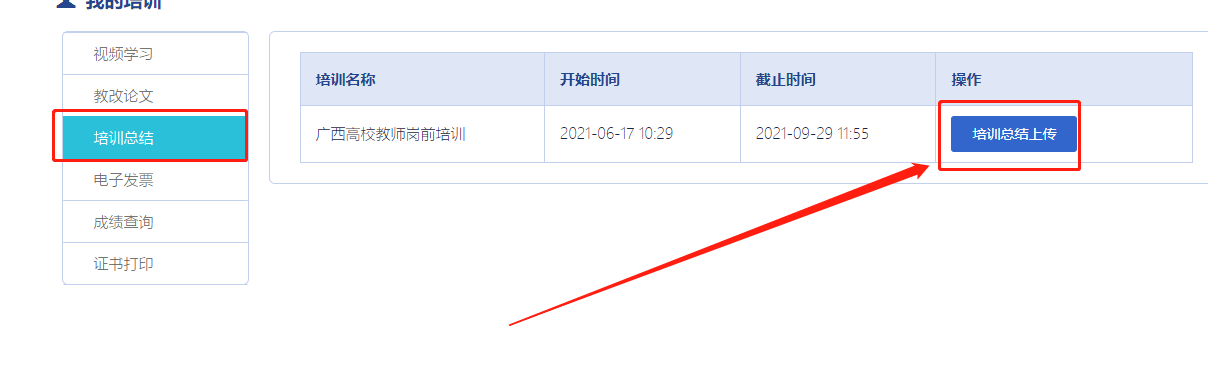 我的培训
视频学习
教改论文
培训总结
电子发票
成绩查询
证书打印
培训名称 开始时间 截止时间 操作
广西高校教师岗前培训 2021-06-17 10:29 2021-09-29 11:55 培训总结上传